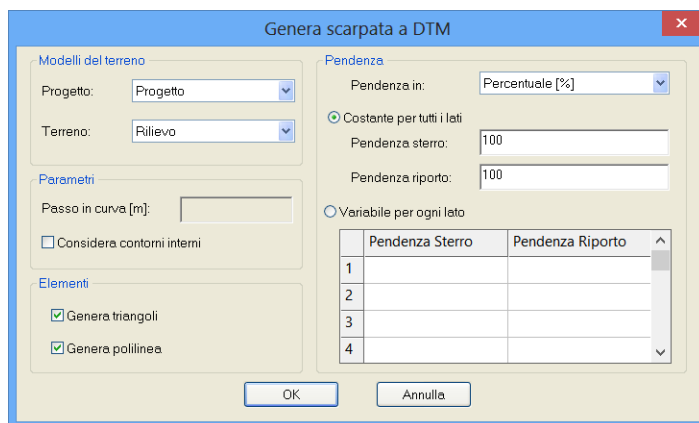 Genera scarpata a DTM
x
Modelli del terreno
Progetto: Progetto
Terreno: Rilievo
Parametri
Passo in curva [m]:
Considera contorni interni
Elementi
Genera triangoli
Genera polilinea
Pendenza
Pendenza in: Percentuale [%]
Costante per tutti i lati
Pendenza sterro: 100
Pendenza riporto: 100
Variabile per ogni lato
Pendenza Sterro Pendenza Riporto
1
2
3
4
OK Annulla